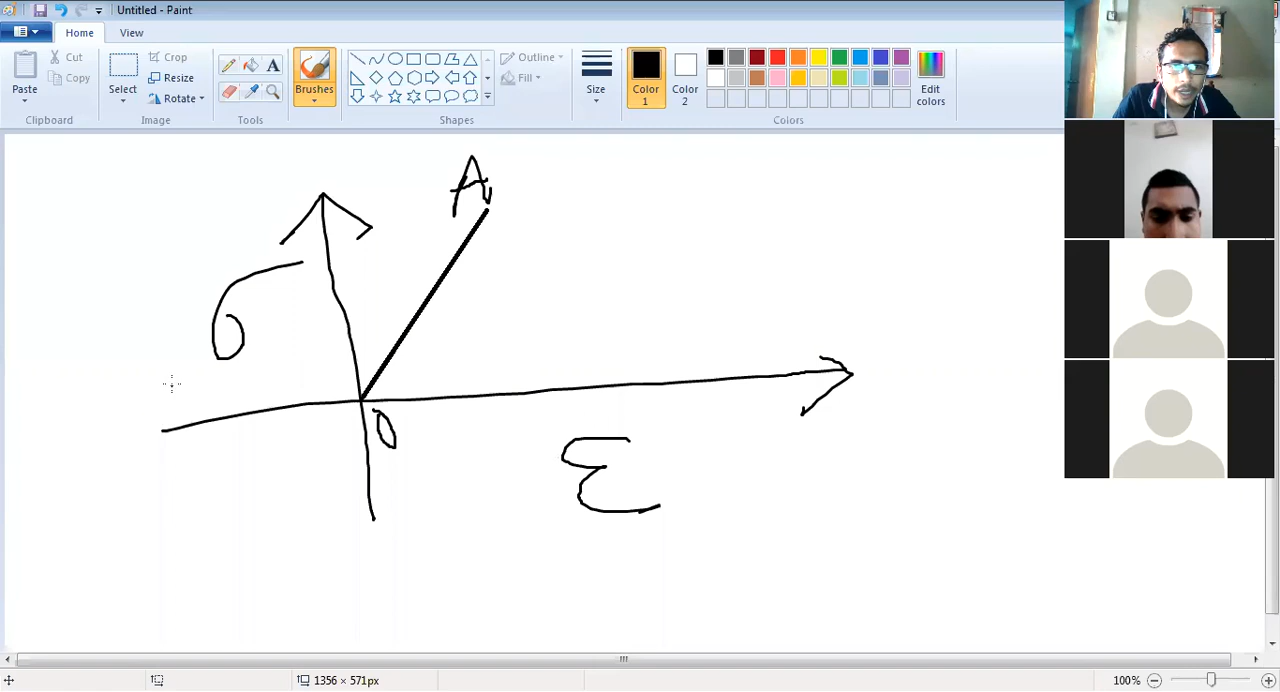 Untitled - Paint
Home View
Paste
Cut
Copy
Clipboard
Select
Crop
Resize
Rotate
Image
Tools
Brushes
Shapes
Outline
Fill
Size
Color 1
Color 2
Edit colors
Colors
A
σ
O
ε
1356 × 571px
100%